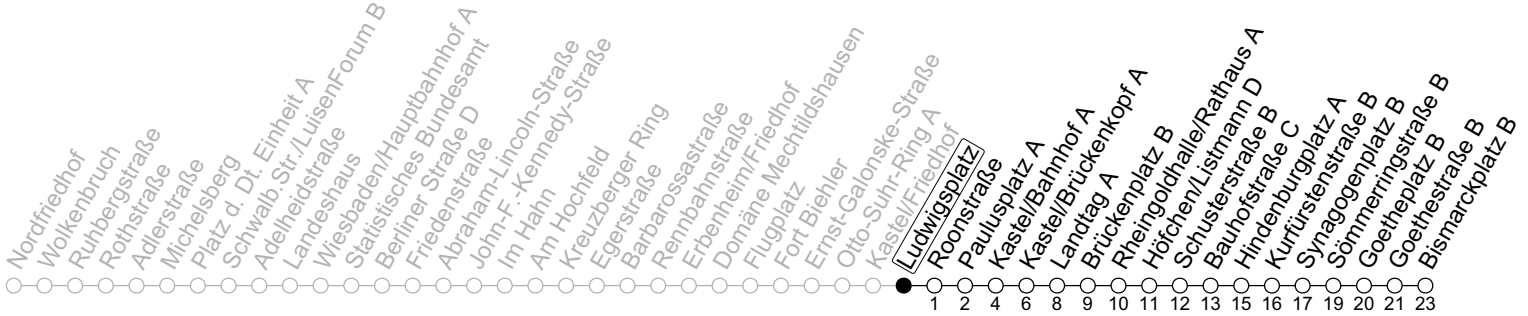 Nordfriedhof
Wolkenbruch
Ruhbergstraße
Rothstraße
Adlerstraße
Michelsberg
Platz d. Dt. Einheit A
Schwalb.Str./LuisenForum B
Adelheidstraße
Landeshaus
Wiesbaden/Hauptbahnhof A
Statistisches Bundesamt
Berliner Straße D
Friedenstraße
Abraham-Lincoln-Straße
John-F.-Kennedy-Straße
Im Hahn
Am Hochfeld
Kreuzberger Ring
Egerstraße
Barbarossastraße
Rennbahnstraße
Erbenheim/Friedhof
Domäne Mechtildshausen
Flugplatz
Fort Biehler
Ernst-Galonske-Straße
Otto-Suhr-Ring A
Kastel/Friedhof
Ludwigsplatz
Roonstraße
Paulusplatz A
Kastel/Bahnhof A
Kastel/Brückenkopf A
Landtag A
Brückenplatz B
Rheingoldhalle/Rathaus A
Höfchen/Listmann D
Schusterstraße B
Bauhofstraße C
Hindenburgplatz A
Kurfürstenstraße B
Synagogenplatz B
Sömmerringstraße B
Goetheplatz B
Goethestraße B
Bismarckplatz B
1 2 4 6 8 9 10 11 12 13 15 16 17 19 20 21 23